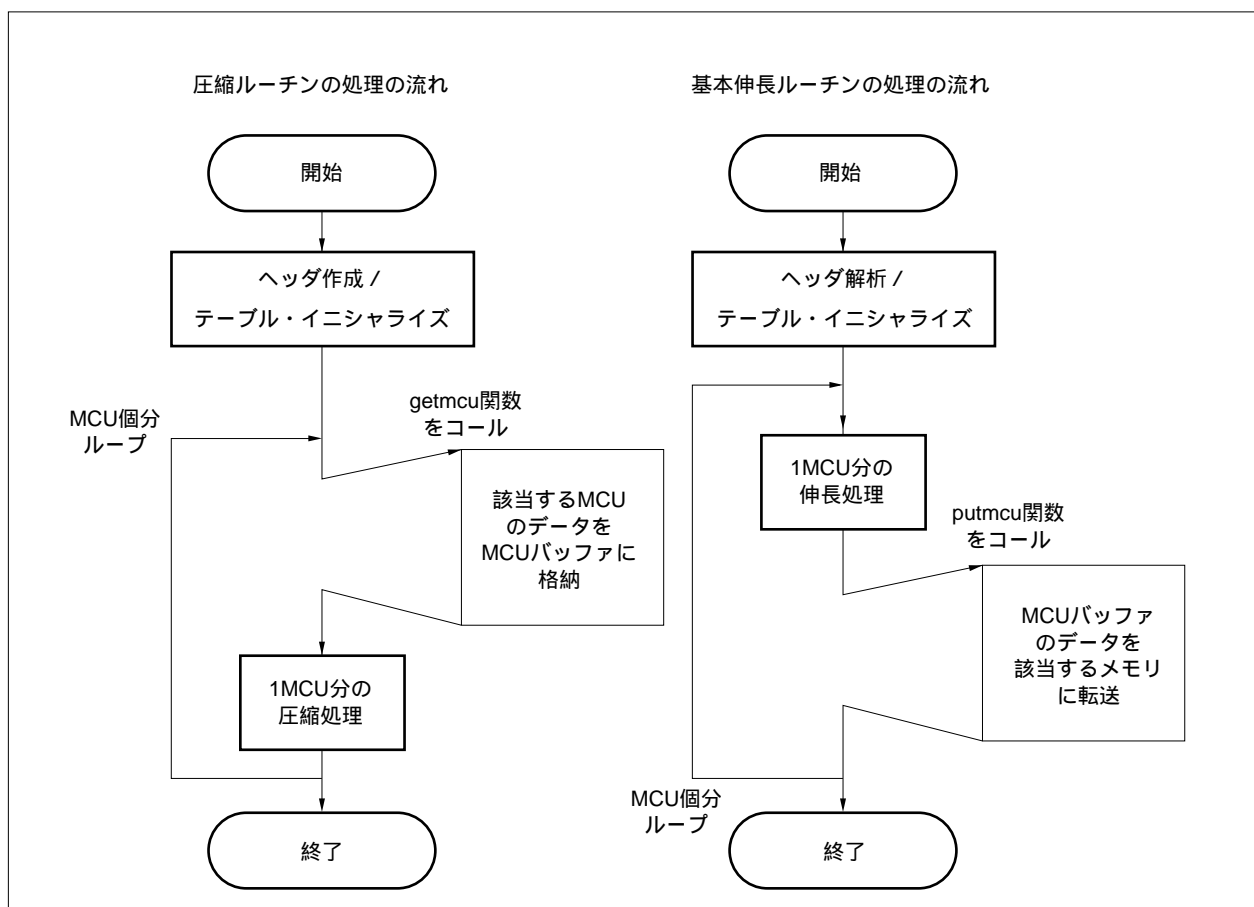 圧縮ルーチンの処理の流れ
開始
ヘッダ作成 /
テーブル・イニシャライズ
MCU個分
ループ
getmcu関数
をコール
該当するMCU
のデータを
MCUバッファに
格納
1MCU分の
圧縮処理
終了
基本伸長ルーチンの処理の流れ
開始
ヘッダ解析 /
テーブル・イニシャライズ
1MCU分の
伸長処理
putmcu関数
をコール
MCUバッファ
のデータを
該当するメモリ
に転送
MCU個分
ループ
終了